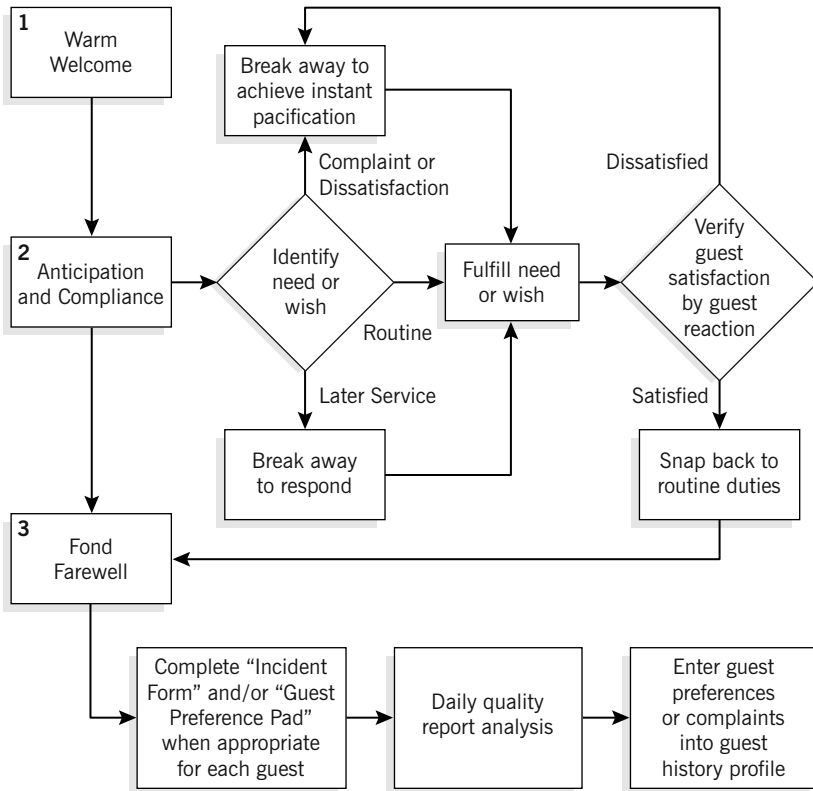 1
Warm
Welcome
Break away to
achieve instant
pacification
Complaint or
Dissatisfaction
Dissatisfied
2
Anticipation
and Compliance
Identify
need or
wish
Routine
Fulfill need
or wish
Verify
guest
satisfaction
by guest
reaction
Later Service
Satisfied
Break away
to respond
Snap back to
routine duties
3
Fond
Farewell
Complete “Incident
Form” and/or “Guest
Preference Pad”
when appropriate
for each guest
Daily quality
report analysis
Enter guest
preferences
or complaints
into guest
history profile